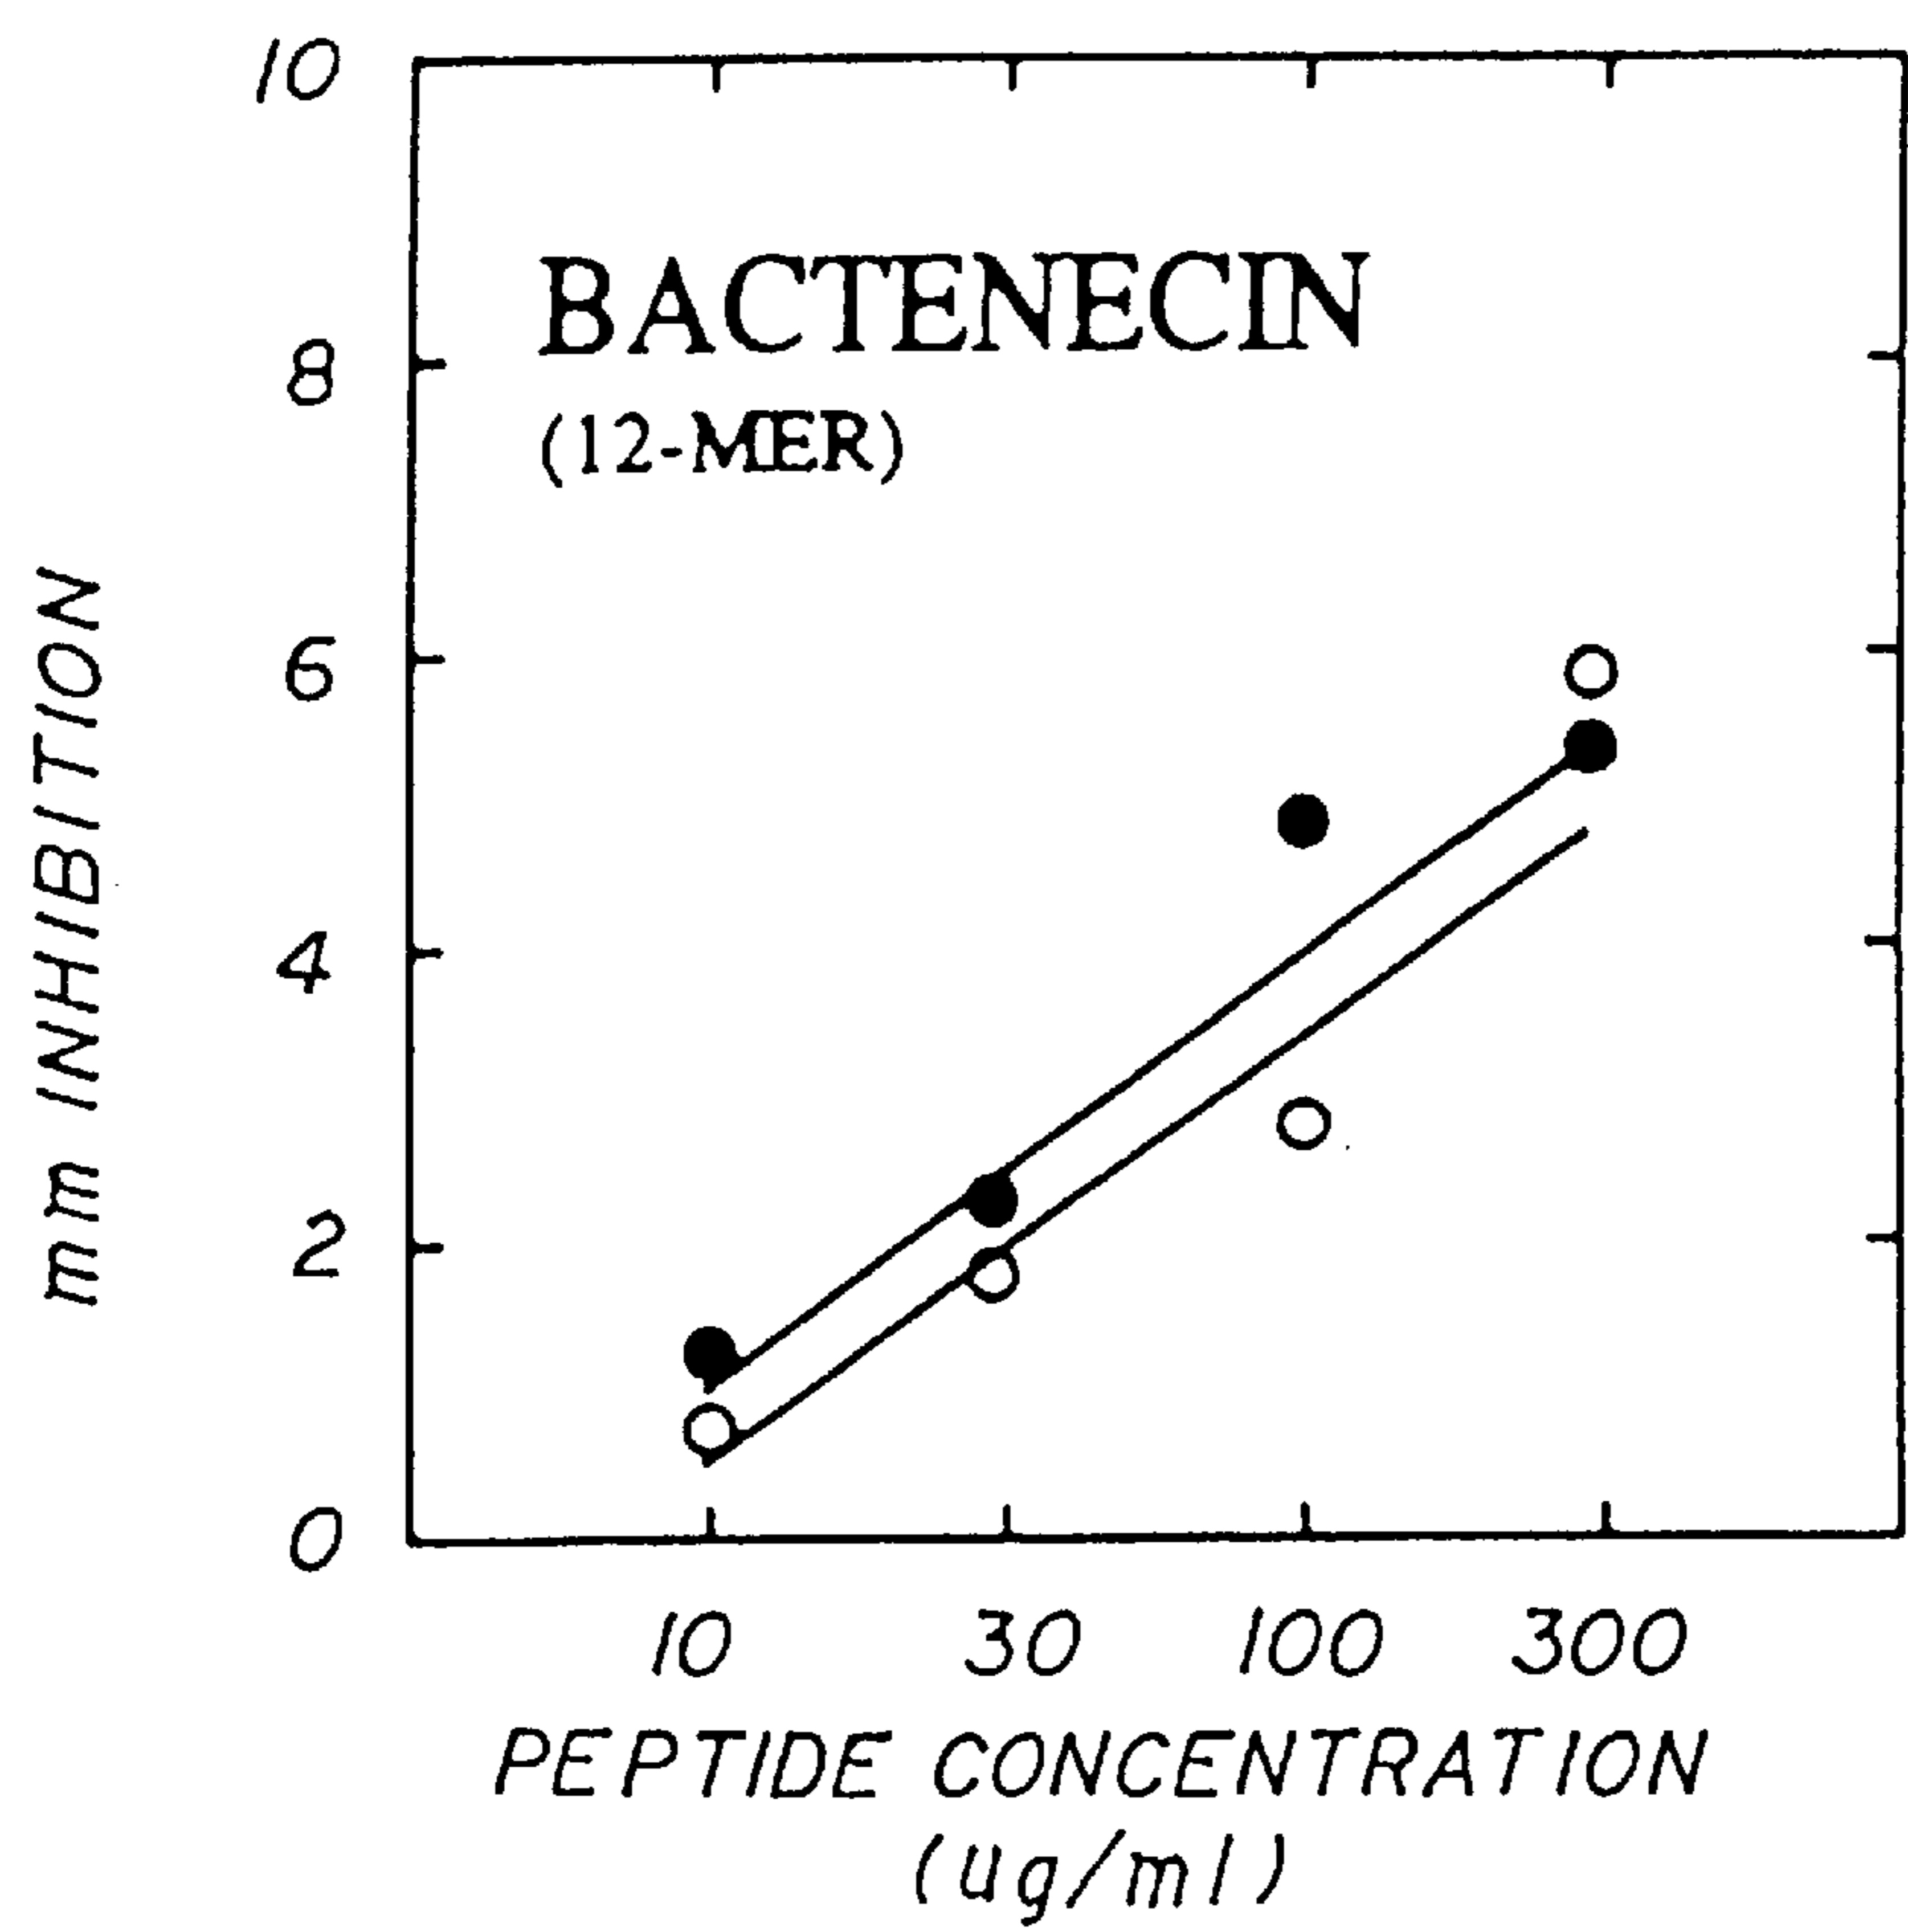 10
BACTENECIN
8
(12-MER)
6
4
2
0
mm INHIBITION
10 30 100 300
PEPTIDE CONCENTRATION
(ug/ml)